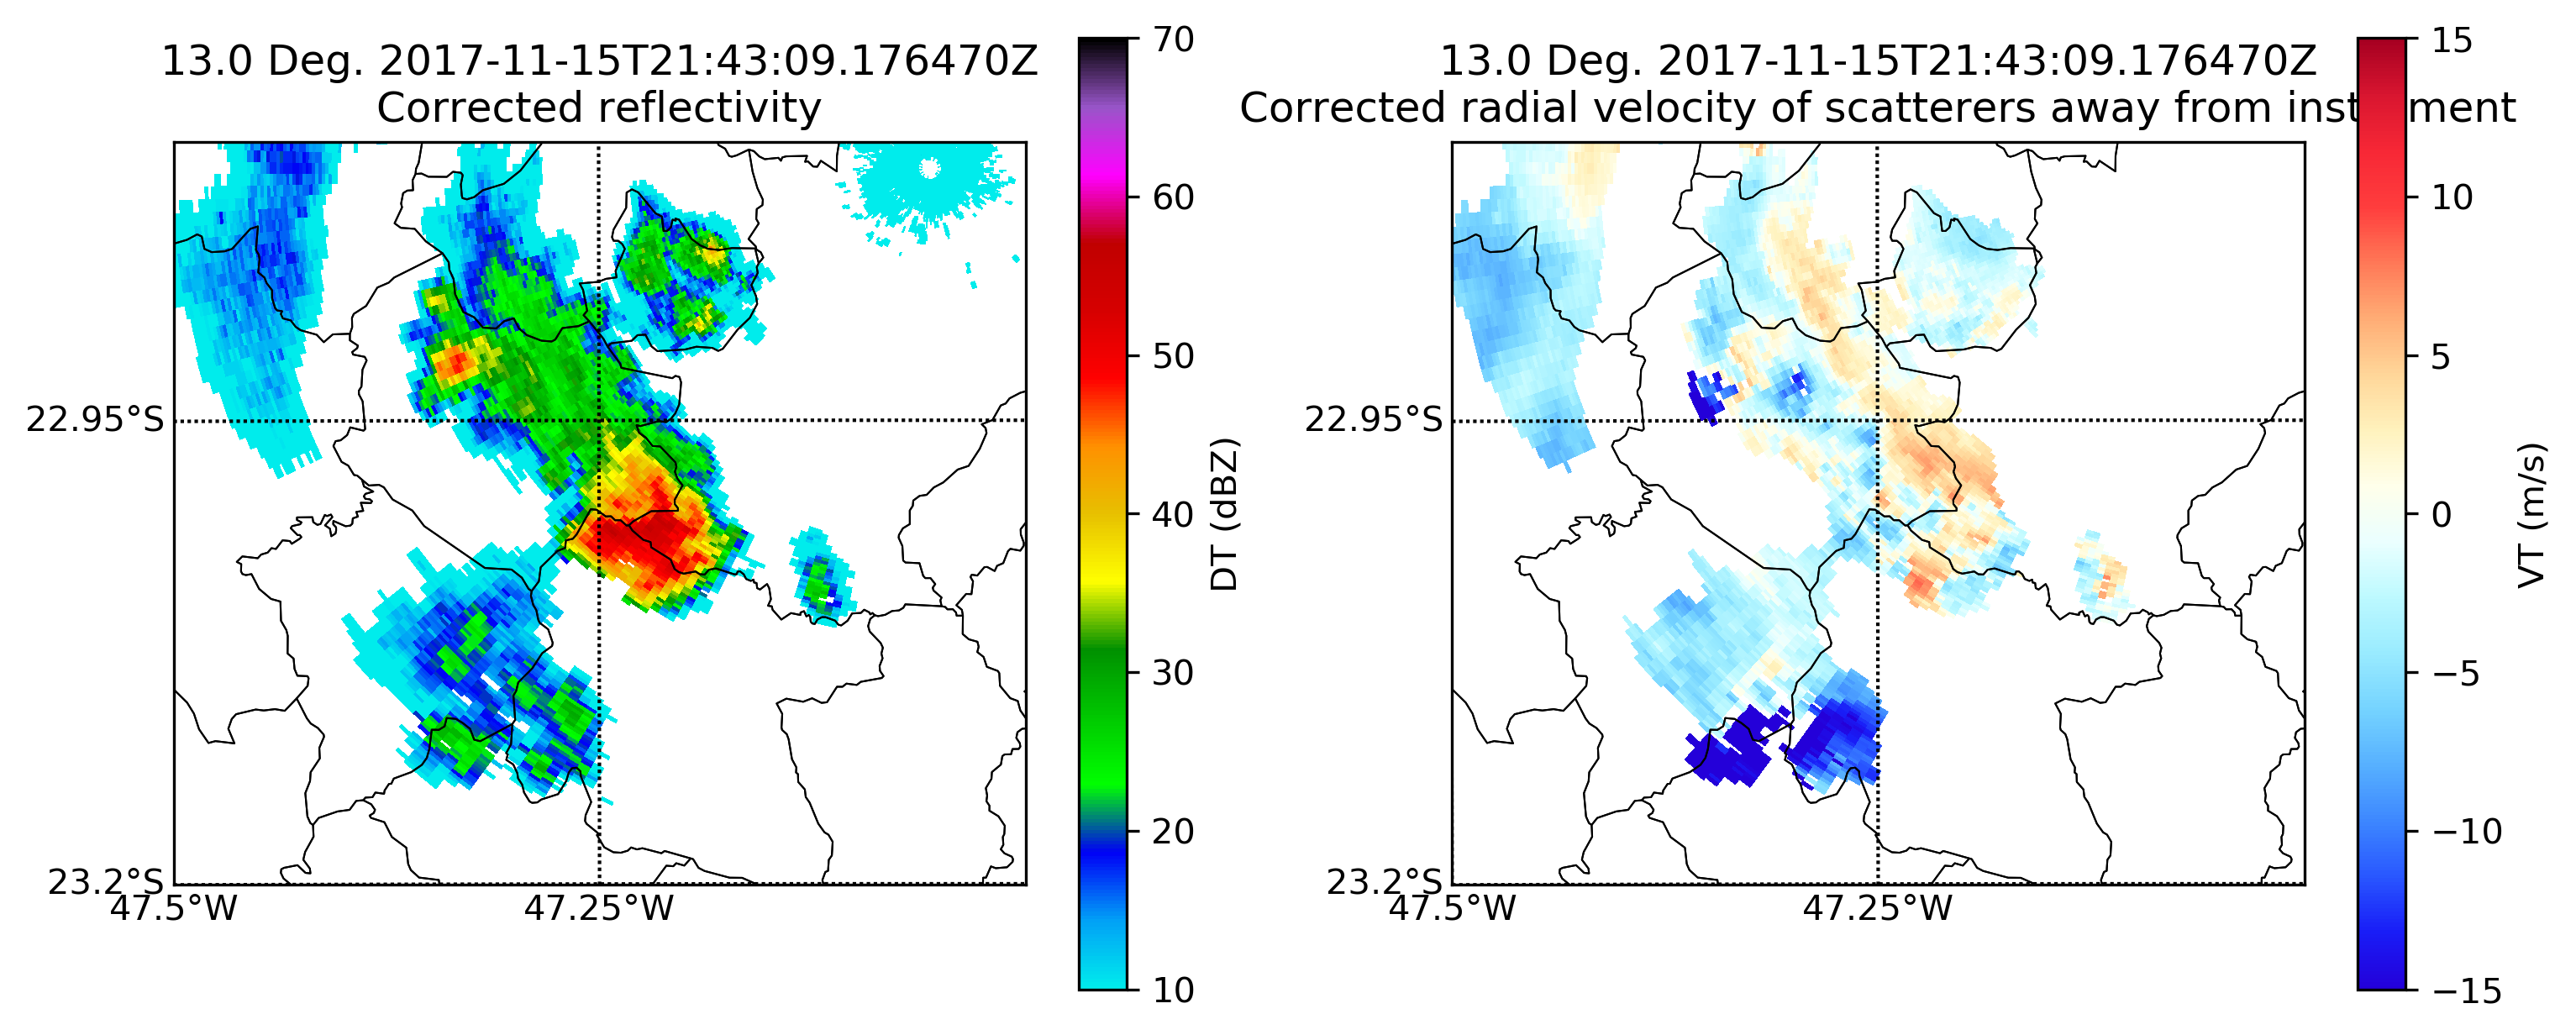 13.0 Deg. 2017-11-15T21:43:09.176470Z
Corrected reflectivity
22.95°S
23.2°S
47.5°W
47.25°W
70
60
50
40
30
20
10
DT (dBZ)
13.0 Deg. 2017-11-15T21:43:09.176470Z
Corrected radial velocity of scatterers away from inst ment
22.95°S
23.2°S
47.5°W
47.25°W
15
10
5
0
−5
−10
−15
VT (m/s)